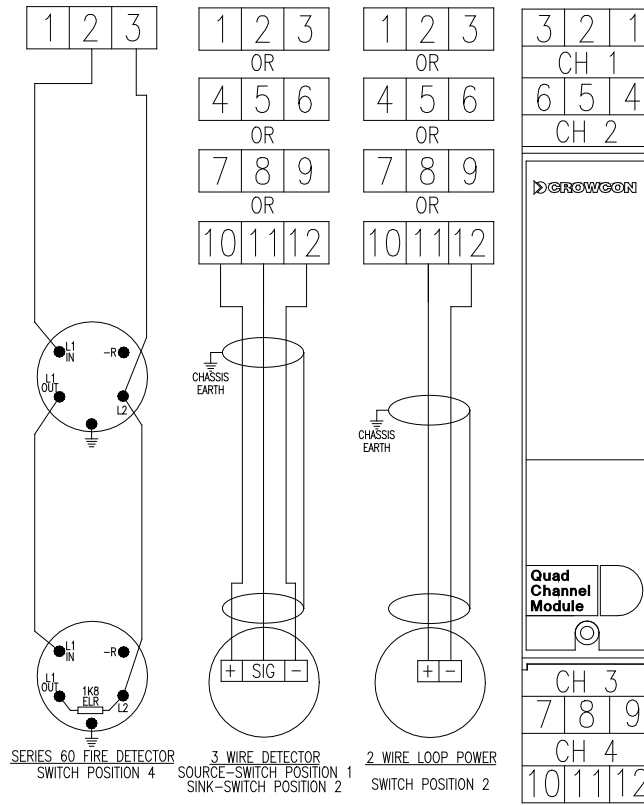 1 2 3
1 2 3
OR
4 5 6
OR
7 8 9
OR
10 11 12
1 2 3
OR
4 5 6
OR
7 8 9
OR
10 11 12
3 2 1
CH 1
6 5 4
CH 2
CROWCON
Quad
Channel
Module
CH 3
7 8 9
CH 4
10 11 12
L1
IN
-R
L1
OUT
L2
L1
IN
-R
L1
OUT
1K8
ELR
L2
SERIES 60 FIRE DETECTOR
SWITCH POSITION 4
CHASSIS
EARTH
+ SIG -
3 WIRE DETECTOR
SOURCE-SWITCH POSITION 1
SINK-SWITCH POSITION 2
CHASSIS
EARTH
+ -
2 WIRE LOOP POWER
SWITCH POSITION 2